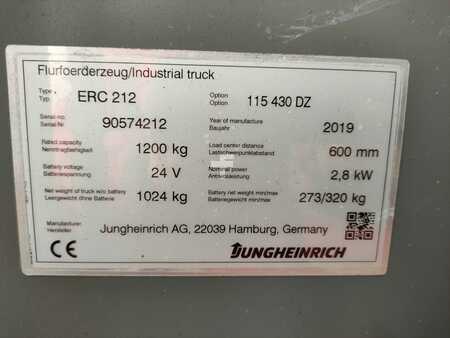 Flurfoerderzeug/Industrial truck
Type ERC 212 Option 115 430 DZ
Typ Option
Serial no. 90574212 Year of manufacture 2019
Serial-Nr Baujahr
Rated capacity 1200 kg Load center distance 600 mm
Nenntragfähigkeit Lastschwerpunktabstand
Battery voltage 24 V Nominal power 2,8 kW
Batteriespannung Antriebsleistung
Net weight of truck w/o battery 1024 kg Battery net weight min/max 273/320 kg
Leergewicht ohne Batterie Batteriegewicht min/max
Manufacturer Jungheinrich AG, 22039 Hamburg, Germany
Hersteller
CE JUNGHEINRICH